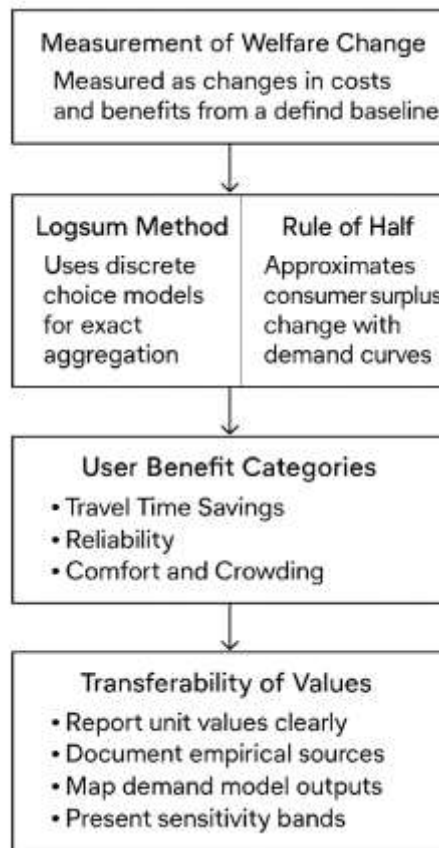 Measurement of Welfare Change
Measured as changes in costs
and benefits from a defind baseline
Logsum Method
Uses discrete
choice models
for exact
aggregation
Rule of Half
Approximates
consumer surplus
change with
demand curves
User Benefit Categories
• Travel Time Savings
• Reliability
• Comfort and Crowding
Transferability of Values
• Report unit values clearly
• Document empirical sources
• Map demand model outputs
• Present sensitivity bands